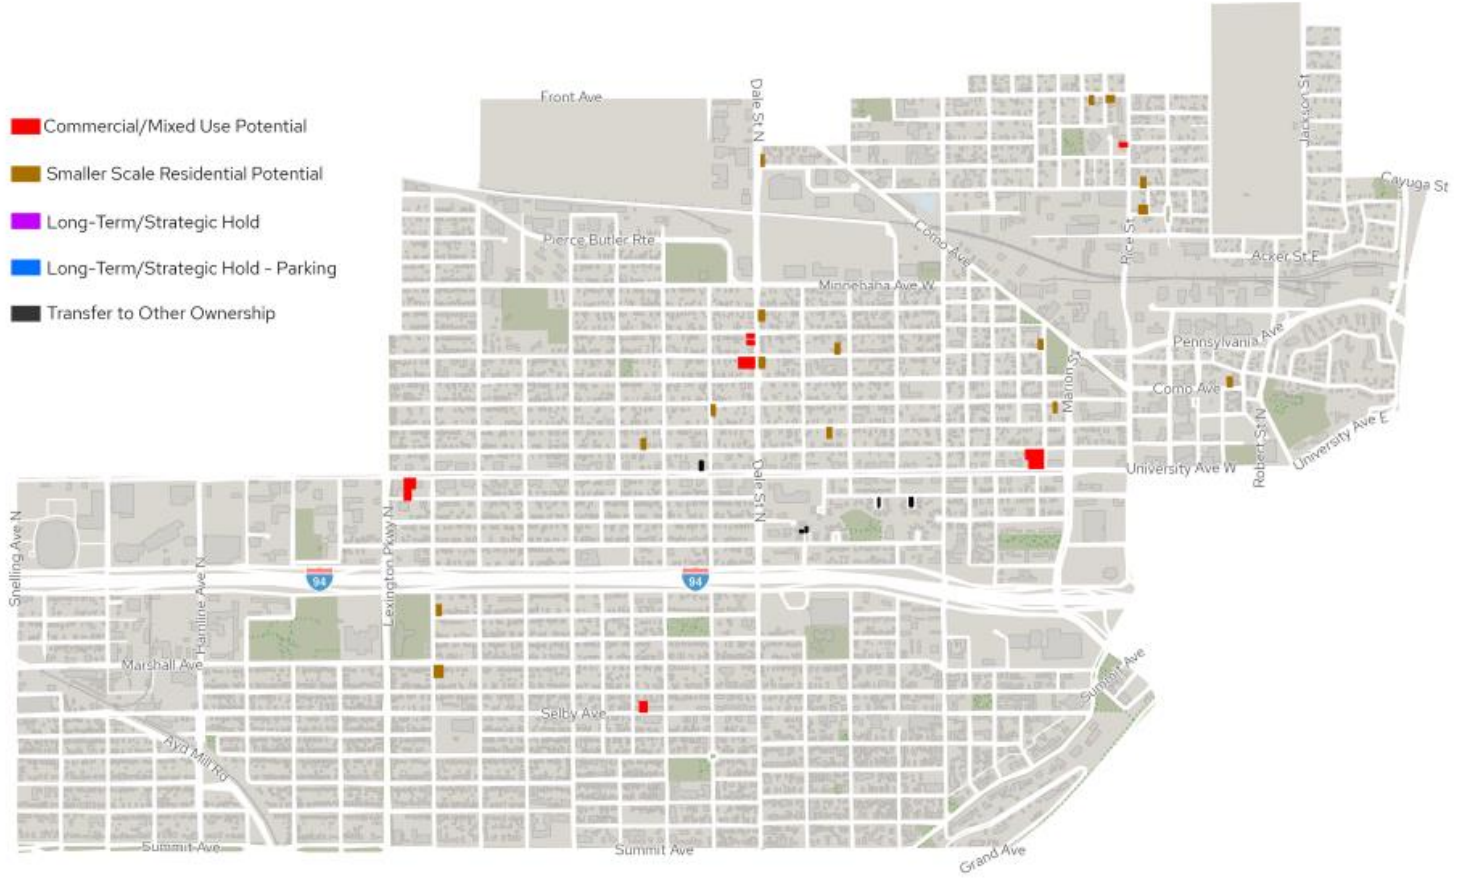 Front Ave
Dale St N
Jackson St
Commercial/Mixed Use Potential
Smaller Scale Residential Potential
Cayuga St
Long-Term/Strategic Hold
Pierce Butler Rte
Como Ave
Rice St
Acker St E
Long-Term/Strategic Hold - Parking
Minnehaha Ave W
Transfer to Other Ownership
Pennsylvania Ave
Marion St
Como Ave
Robert St N
University Ave E
University Ave W
Dale St N
Snelling Ave N
Hamline Ave N
Lexington Pkwy N
94
94
Marshall Ave
Summit Ave
Selby Ave
Ayd Mill Rd
Summit Ave
Summit Ave
Grand Ave